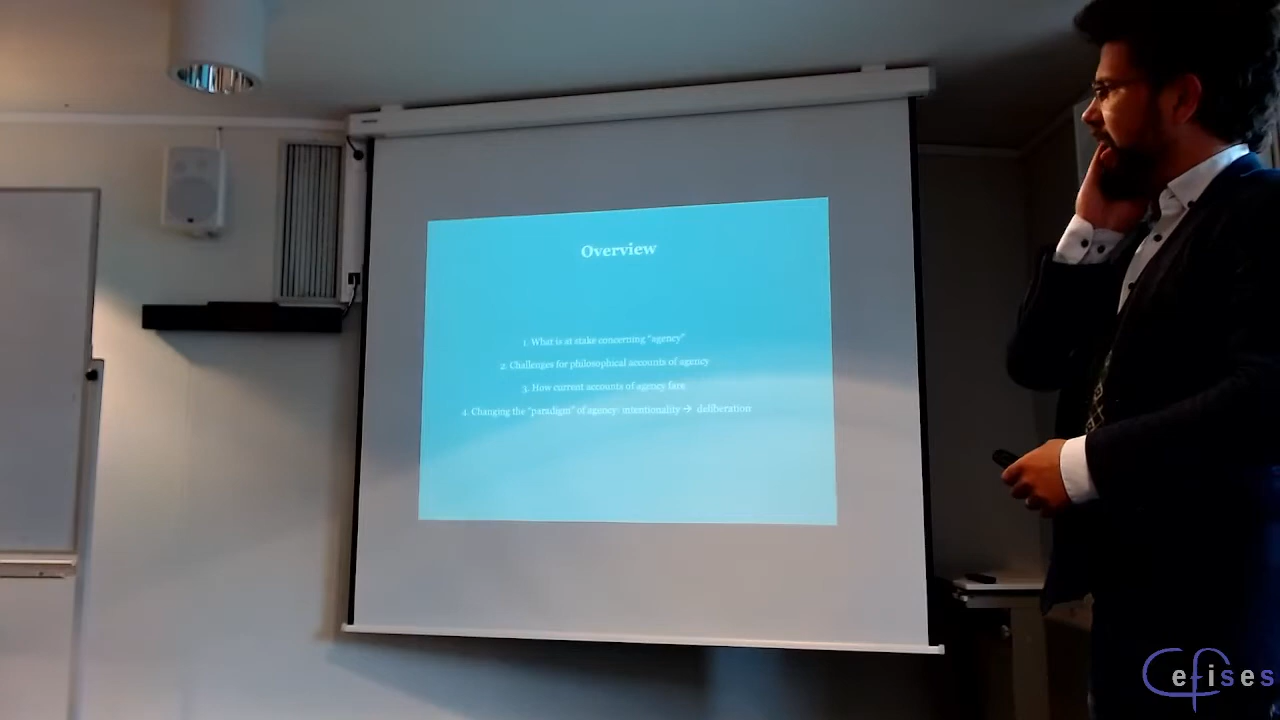 Overview
1. What is at stake concerning "agency"
2. Challenges for philosophical accounts of agency
3. How current accounts of agency fare
4. Changing the "paradigm" of agency: intentionality → deliberation
Cefises